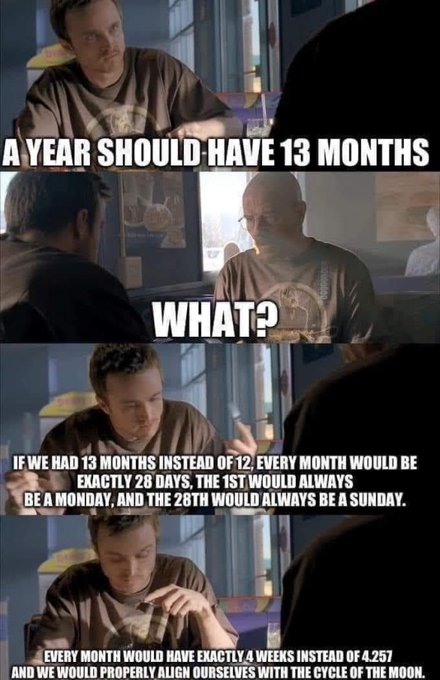 A YEAR SHOULD HAVE 13 MONTHS
WHAT?
IF WE HAD 13 MONTHS INSTEAD OF 12, EVERY MONTH WOULD BE
EXACTLY 28 DAYS, THE 1ST WOULD ALWAYS
BE A MONDAY, AND THE 28TH WOULD ALWAYS BE A SUNDAY.
EVERY MONTH WOULD HAVE EXACTLY 4 WEEKS INSTEAD OF 4.257
AND WE WOULD PROPERLY ALIGN OURSELVES WITH THE CYCLE OF THE MOON.